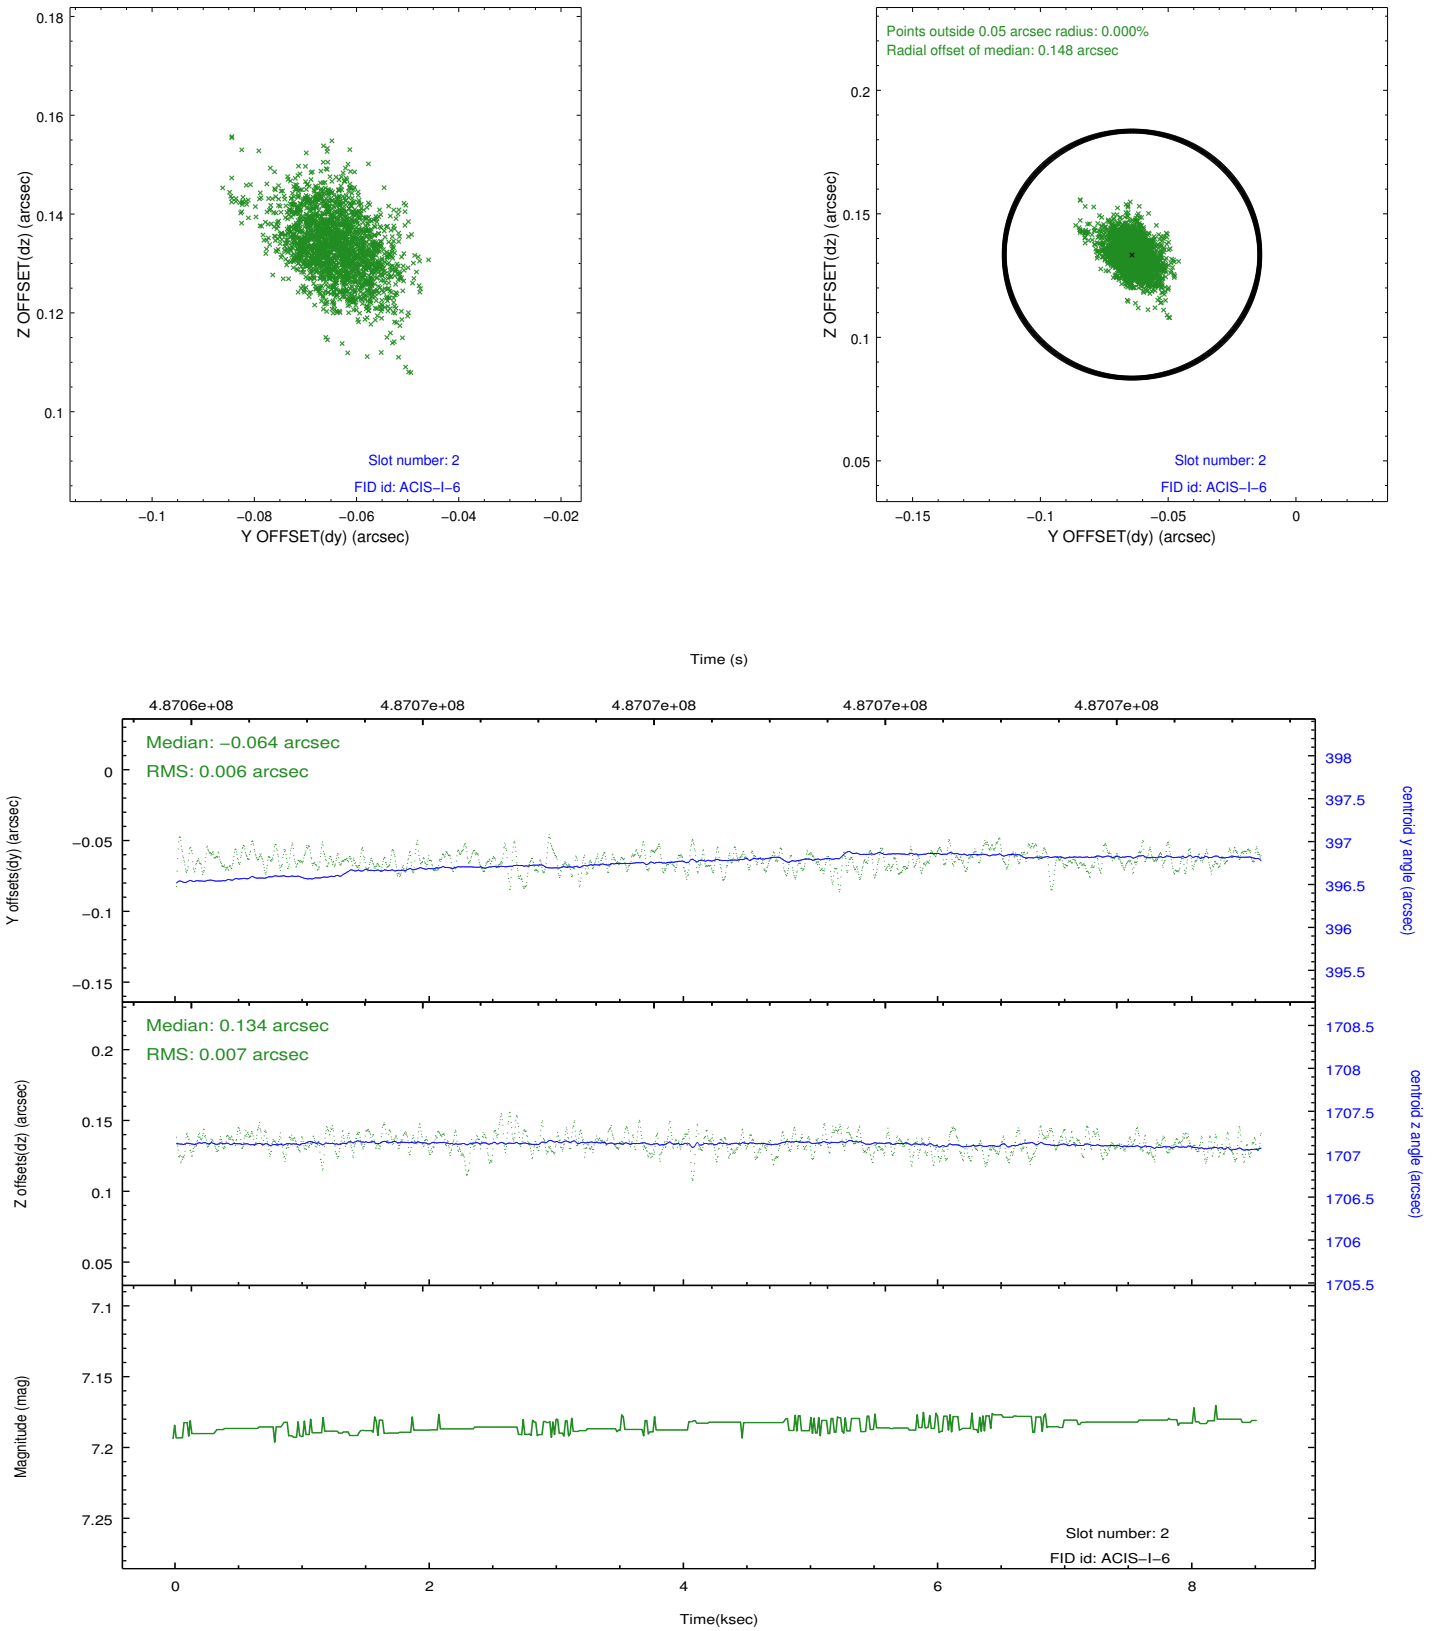 0.18
0.16
0.14
0.12
0.1
Z OFFSET(dz) (arcsec)
Slot number: 2
FID id: ACIS−I−6
−0.1 −0.08 −0.06 −0.04 −0.02
Y OFFSET(dy) (arcsec)
Points outside 0.05 arcsec radius: 0.000%
Radial offset of median: 0.148 arcsec
0.2
0.15
0.1
0.05
Z OFFSET(dz) (arcsec)
Slot number: 2
FID id: ACIS−I−6
−0.15 −0.1 −0.05 0
Y OFFSET(dy) (arcsec)
Time (s)
4.8706e+08 4.8707e+08 4.8707e+08 4.8707e+08 4.8707e+08
Median: −0.064 arcsec
RMS: 0.006 arcsec
0
−0.05
−0.1
−0.15
Y offsets(dy) (arcsec)
398
397.5
397
396.5
396
395.5
centroid y angle (arcsec)
Median: 0.134 arcsec
RMS: 0.007 arcsec
0.2
0.15
0.1
0.05
Z offsets(dz) (arcsec)
1708.5
1708
1707.5
1707
1706.5
1706
1705.5
centroid z angle (arcsec)
7.1
7.15
7.2
7.25
Magnitude (mag)
Slot number: 2
FID id: ACIS−I−6
0 2 4 6 8
Time(ksec)